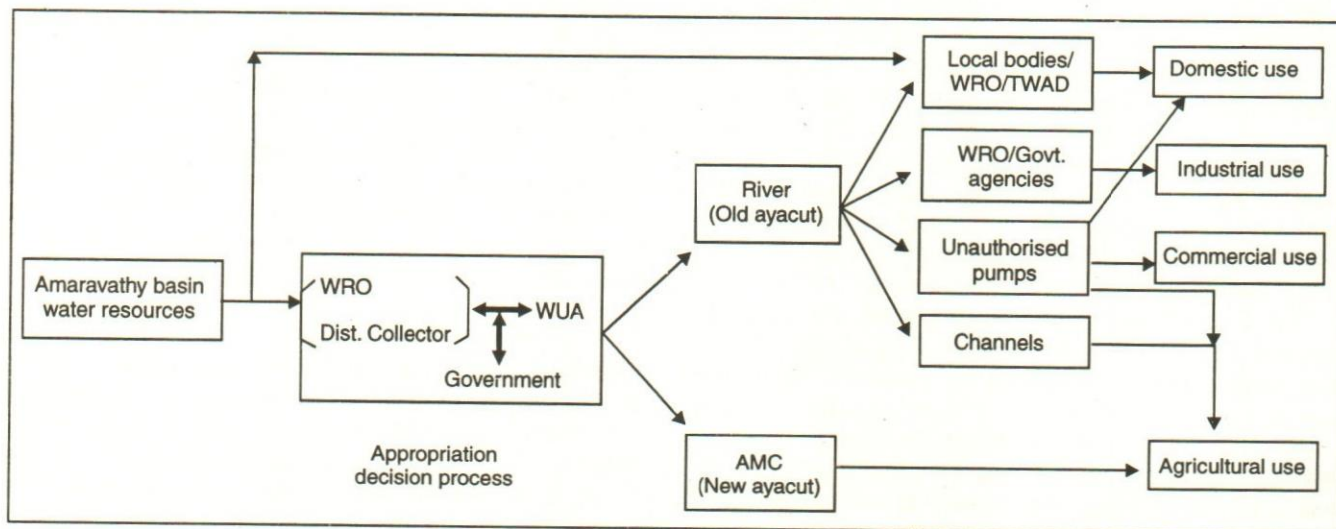 Amaravathy basin
water resources
WRO
Dist. Collector
WUA
Government
Appropriation
decision process
River
(Old ayacut)
AMC
(New ayacut)
Local bodies/
WRO/TWAD
WRO/Govt.
agencies
Unauthorised
pumps
Channels
Domestic use
Industrial use
Commercial use
Agricultural use